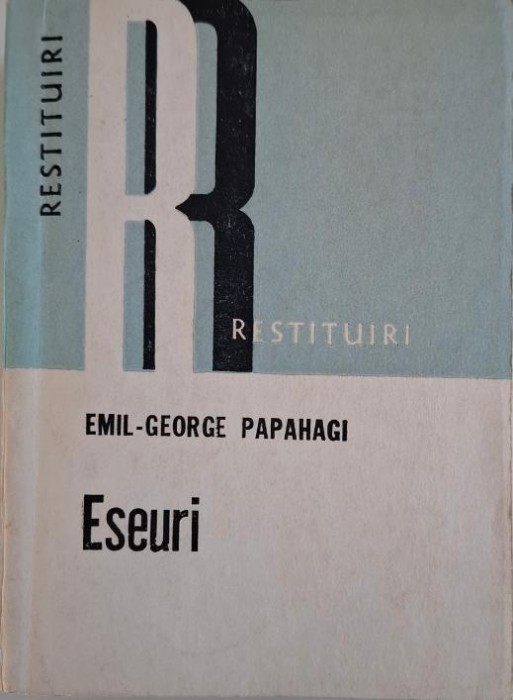 RESTITUIRI
R
RESTITUIRI
EMIL-GEORGE PAPAHAGI
Eseuri